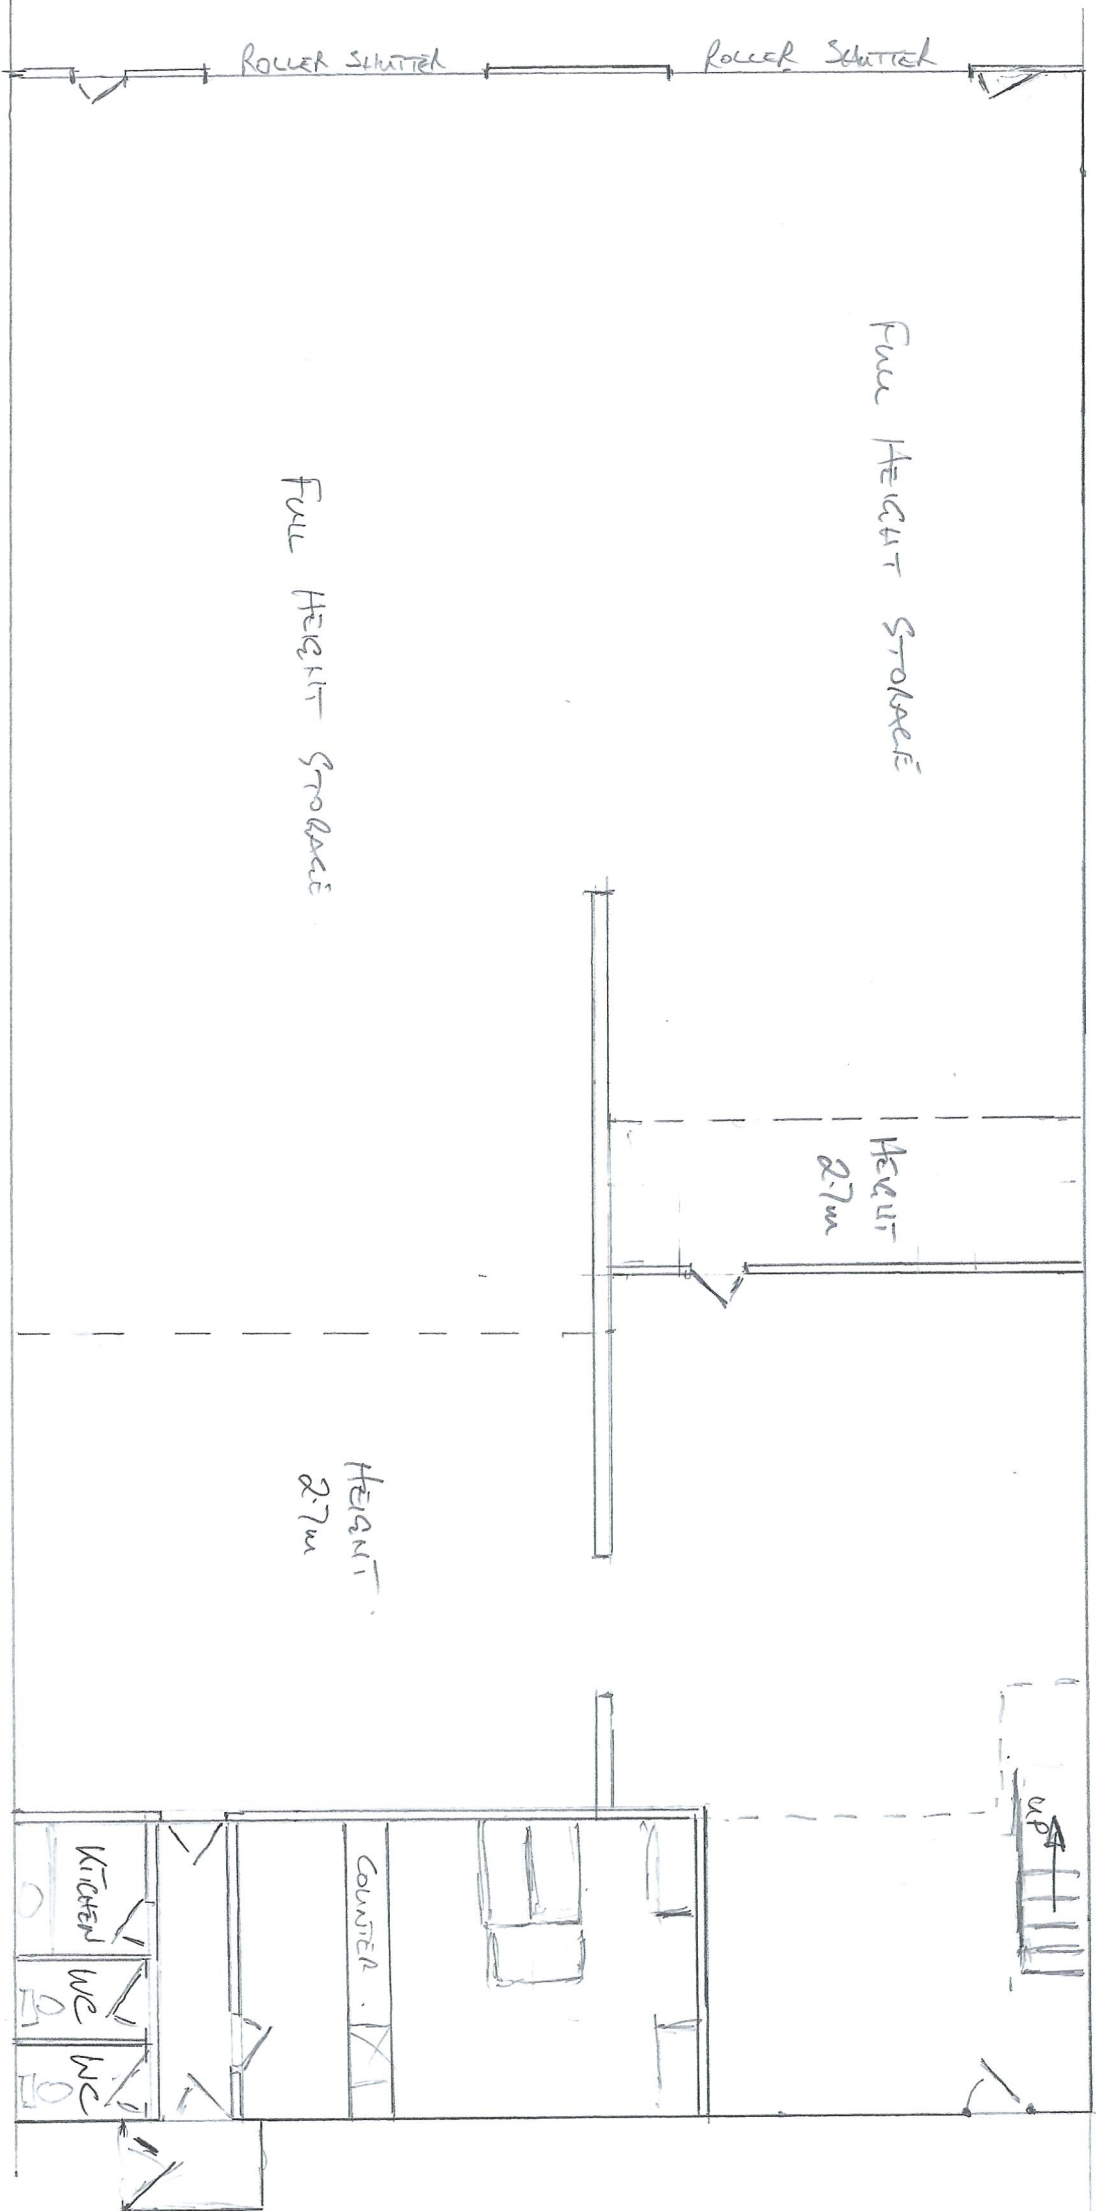 ROLLER SHUTTER
ROLLER SHUTTER
FULL HEIGHT STORAGE
FULL HEIGHT STORAGE
HEIGHT
2.7m
HEIGHT
2.7m
UP
KITCHEN
COUNTER
WC
WC